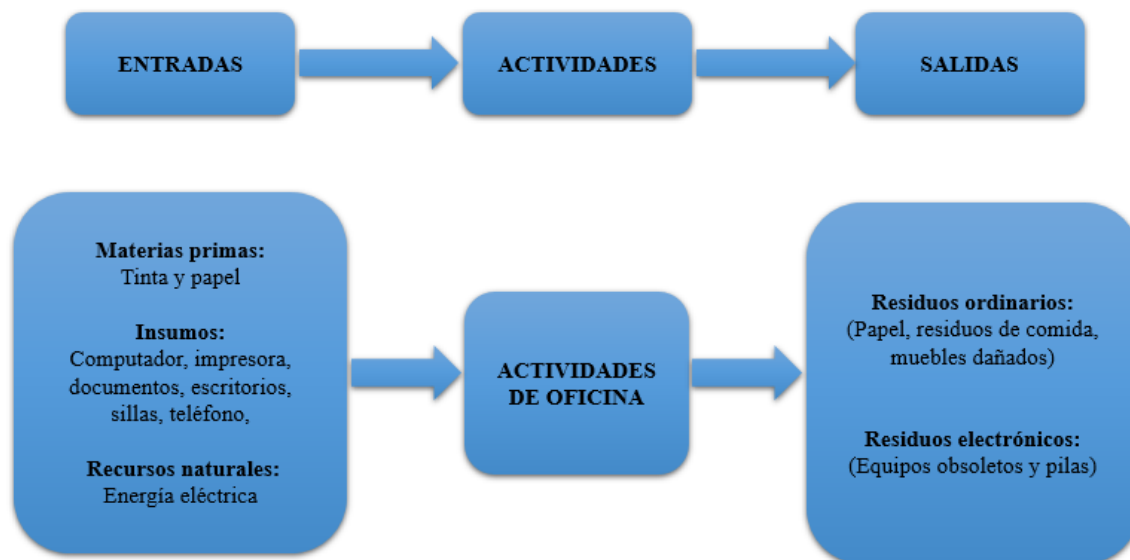 ENTRADAS
ACTIVIDADES
SALIDAS
Materias primas:
Tinta y papel
Insumos:
Computador, impresora,
documentos, escritorios,
sillas, teléfono,
Recursos naturales:
Energía eléctrica
ACTIVIDADES
DE OFICINA
Residuos ordinarios:
(Papel, residuos de comida,
muebles dañados)
Residuos electrónicos:
(Equipos obsoletos y pilas)